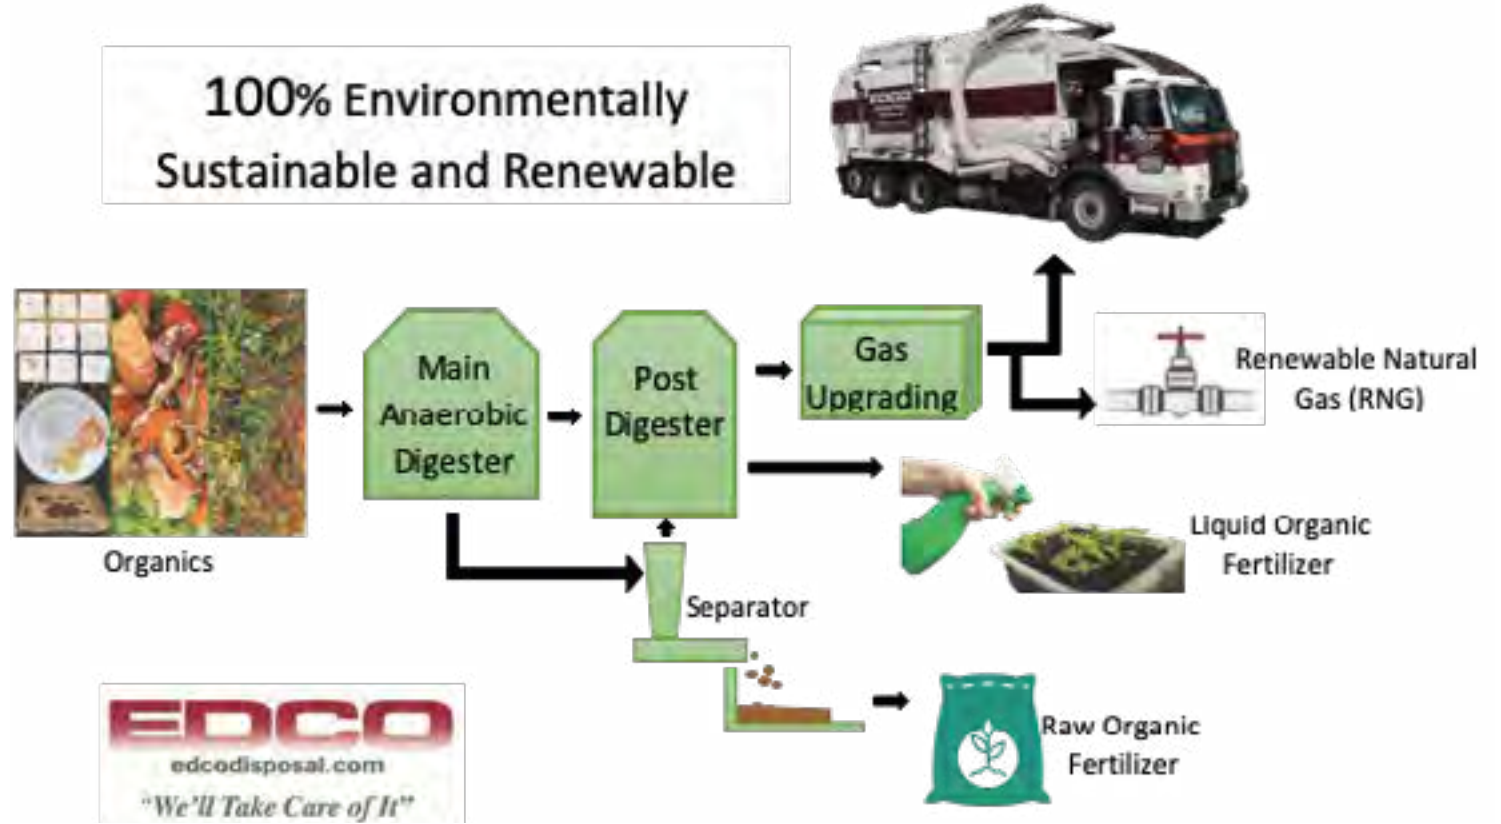 100% Environmentally
Sustainable and Renewable
EDCO
Organics
Main
Anaerobic
Digester
Post
Digester
Gas
Upgrading
Renewable Natural
Gas (RNG)
Liquid Organic
Fertilizer
Separator
Raw Organic
Fertilizer
EDCO
edcodisposal.com
"We'll Take Care of It"